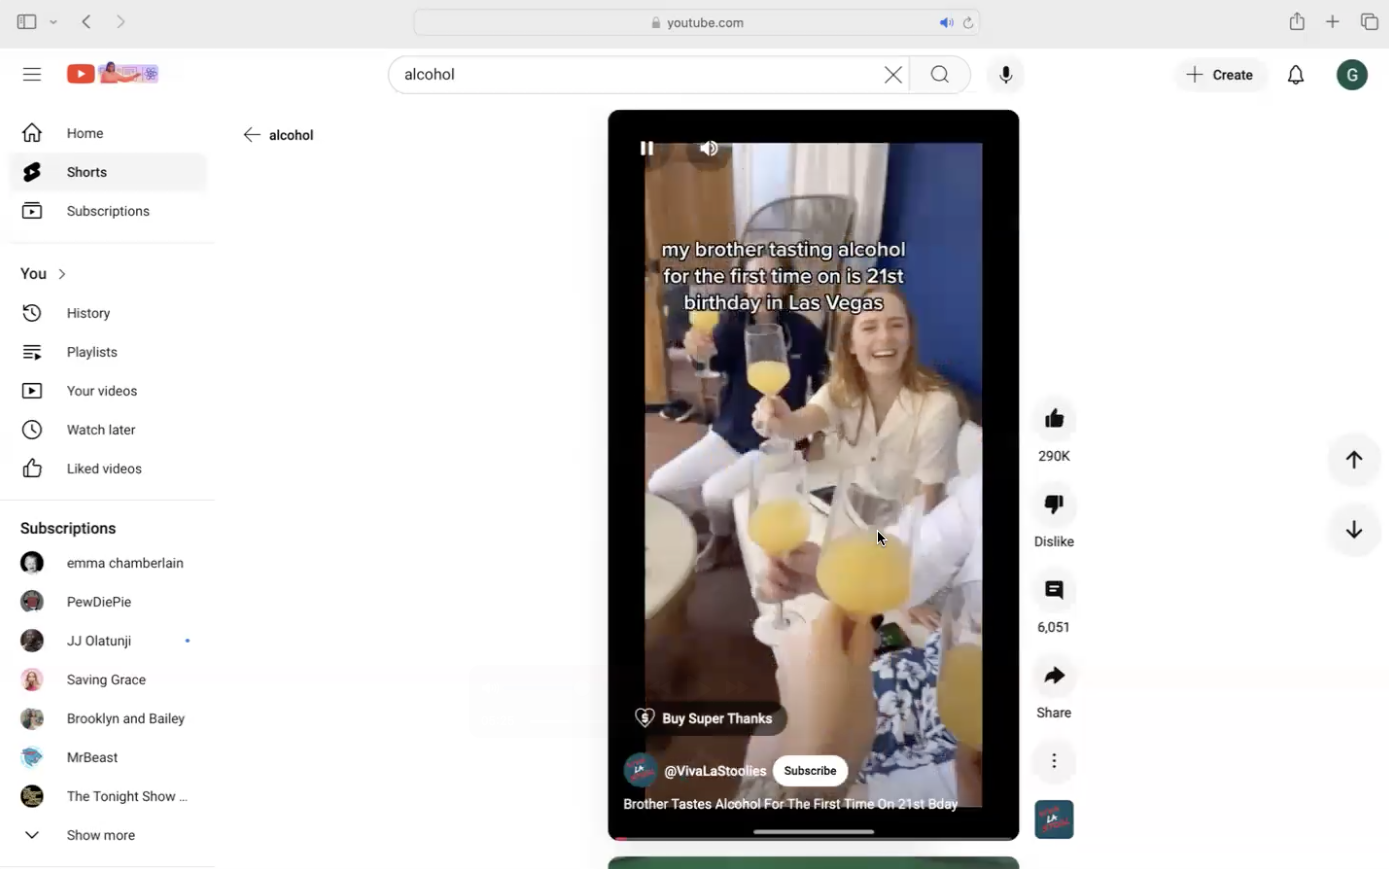 youtube.com
alcohol
Create
G
Home
Shorts
Subscriptions
You
History
Playlists
Your videos
Watch later
Liked videos
Subscriptions
emma chamberlain
PewDiePie
JJ Olatunji
Saving Grace
Brooklyn and Bailey
MrBeast
The Tonight Show ...
Show more
alcohol
my brother tasting alcohol
for the first time on is 21st
birthday in Las Vegas
Buy Super Thanks
@VivaLaStoolies
Subscribe
Brother Tastes Alcohol For The First Time On 21st Bday
290K
Dislike
6,051
Share
LA